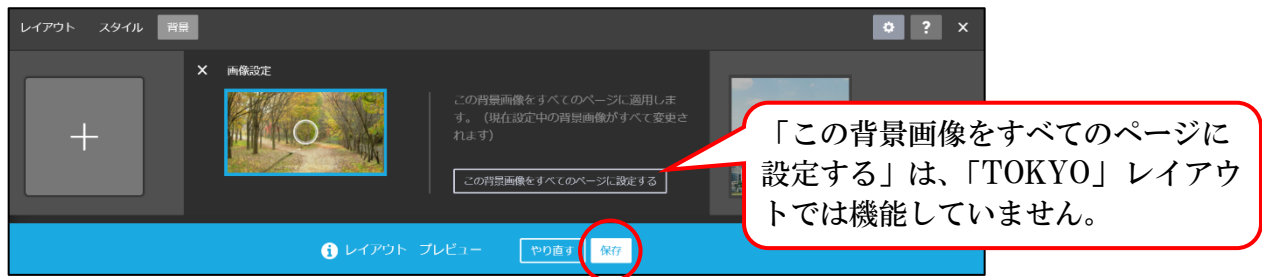 レイアウト スタイル 背景 ? ×
× 画像設定
この背景画像をすべてのページに適用しま
す。（現在設定中の背景画像がすべて変更さ
れます）
この背景画像をすべてのページに設定する
「この背景画像をすべてのページに
設定する」は、「TOKYO」レイアウ
トでは機能していません。
レイアウト プレビュー やり直す 保存